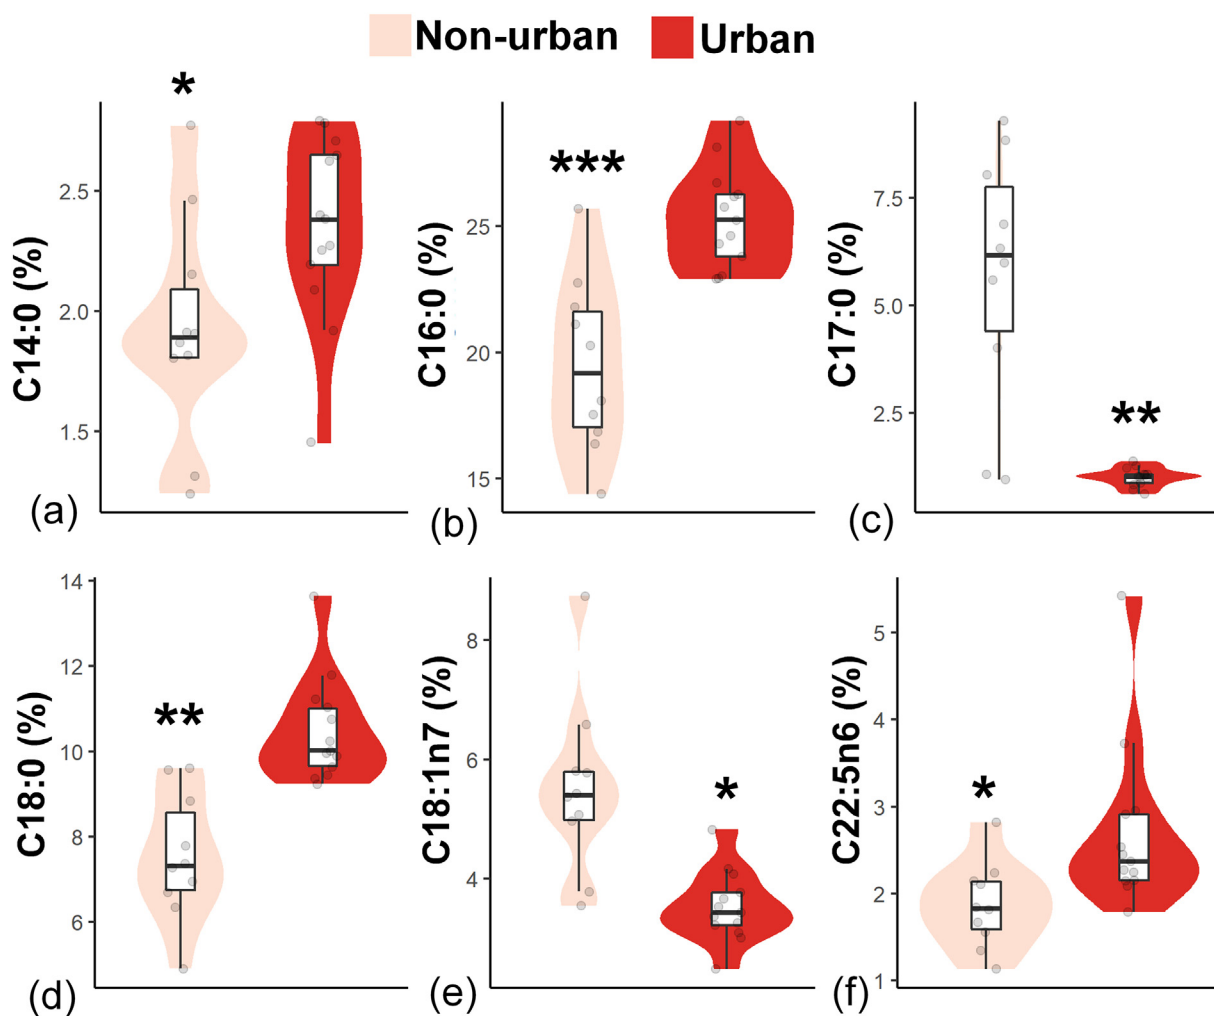 Non-urban Urban
*
C14:0 (%)
2.5
2.0
1.5
(a)
***
C16:0 (%)
25
20
15
(b)
C17:0 (%)
7.5
5.0
2.5
**
(c)
C18:0 (%)
14
12
10
8
6
**
(d)
C18:1n7 (%)
8
6
4
*
(e)
C22:5n6 (%)
5
4
3
2
1
*
(f)